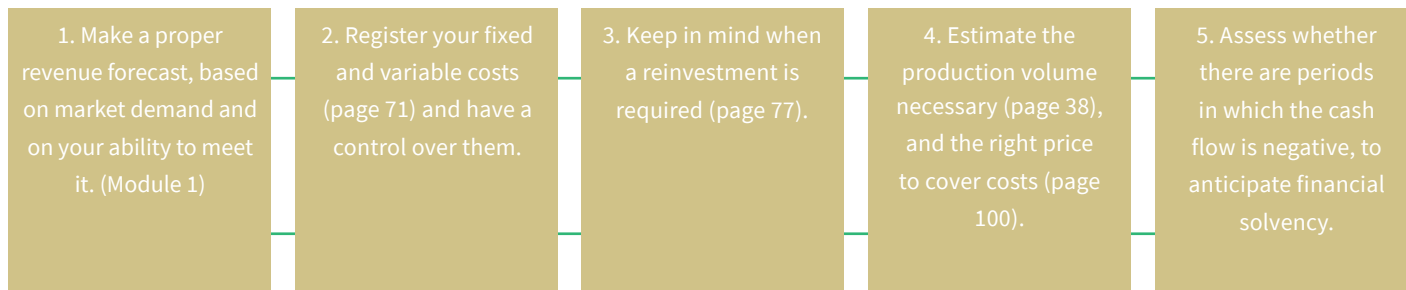 1. Make a proper
revenue forecast, based
on market demand and
on your ability to meet
it. (Module 1)
2. Register your fixed
and variable costs
(page 71) and have a
control over them.
3. Keep in mind when
a reinvestment is
required (page 77).
4. Estimate the
production volume
necessary (page 38),
and the right price
to cover costs (page
100).
5. Assess whether
there are periods
in which the cash
flow is negative, to
anticipate financial
solvency.